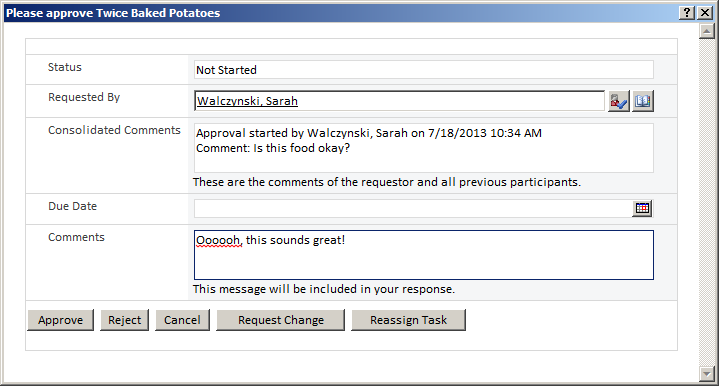 Please approve Twice Baked Potatoes
Status
Not Started
Requested By
Walczynski, Sarah
Consolidated Comments
Approval started by Walczynski, Sarah on 7/18/2013 10:34 AM
Comment: Is this food okay?
These are the comments of the requestor and all previous participants.
Due Date
Comments
Oooooh, this sounds great!
This message will be included in your response.
Approve Reject Cancel Request Change Reassign Task